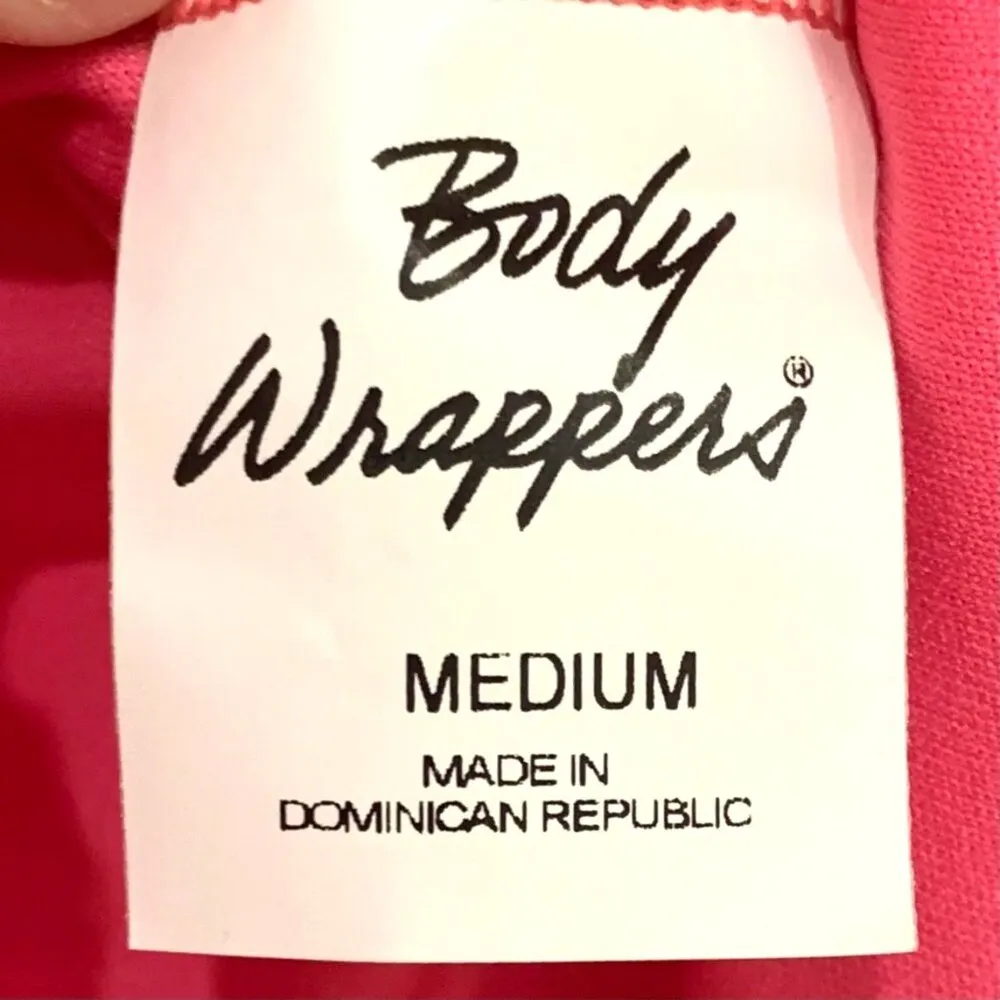 Body
Wrappers®
MEDIUM
MADE IN
DOMINICAN REPUBLIC